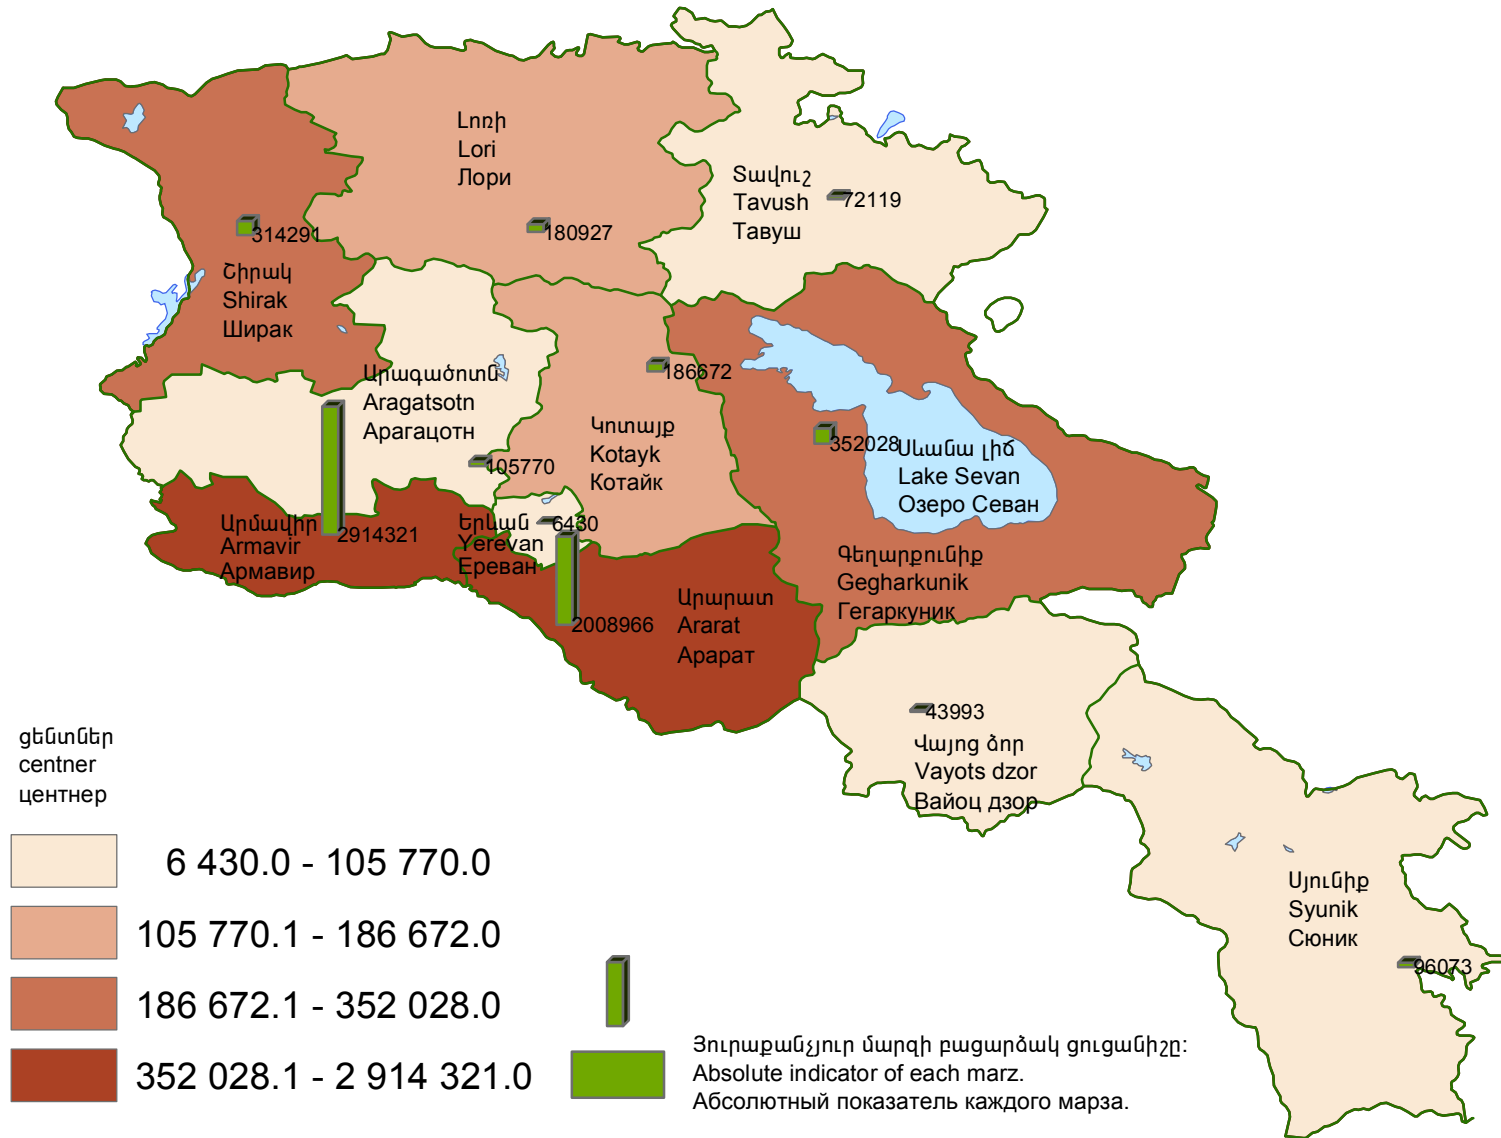 Լոռի
Lori
Лори
180927
Տավուշ
Tavush
Тавуш
72119
314291
Շիրակ
Shirak
Ширак
Արագածոտն
Aragatsotn
Арагацотн
105770
186672
Կոտայք
Kotayk
Котайк
352028
Սևանա լիճ
Lake Sevan
Озеро Севан
Գեղարքունիք
Gegharkunik
Гегаркуник
Արմավիր
Armavir
Армавир
2914321
Երևան
Yerevan
Ереван
6430
2008966
Արարատ
Ararat
Арарат
43993
Վայոց ձոր
Vayots dzor
Вайоц дзор
Սյունիք
Syunik
Сюник
96073
ցենտներ
centner
центнер
6 430.0 - 105 770.0
105 770.1 - 186 672.0
186 672.1 - 352 028.0
352 028.1 - 2 914 321.0
Յուրաքանչյուր մարզի բացարձակ ցուցանիշը:
Absolute indicator of each marz.
Абсолютный показатель каждого марза.